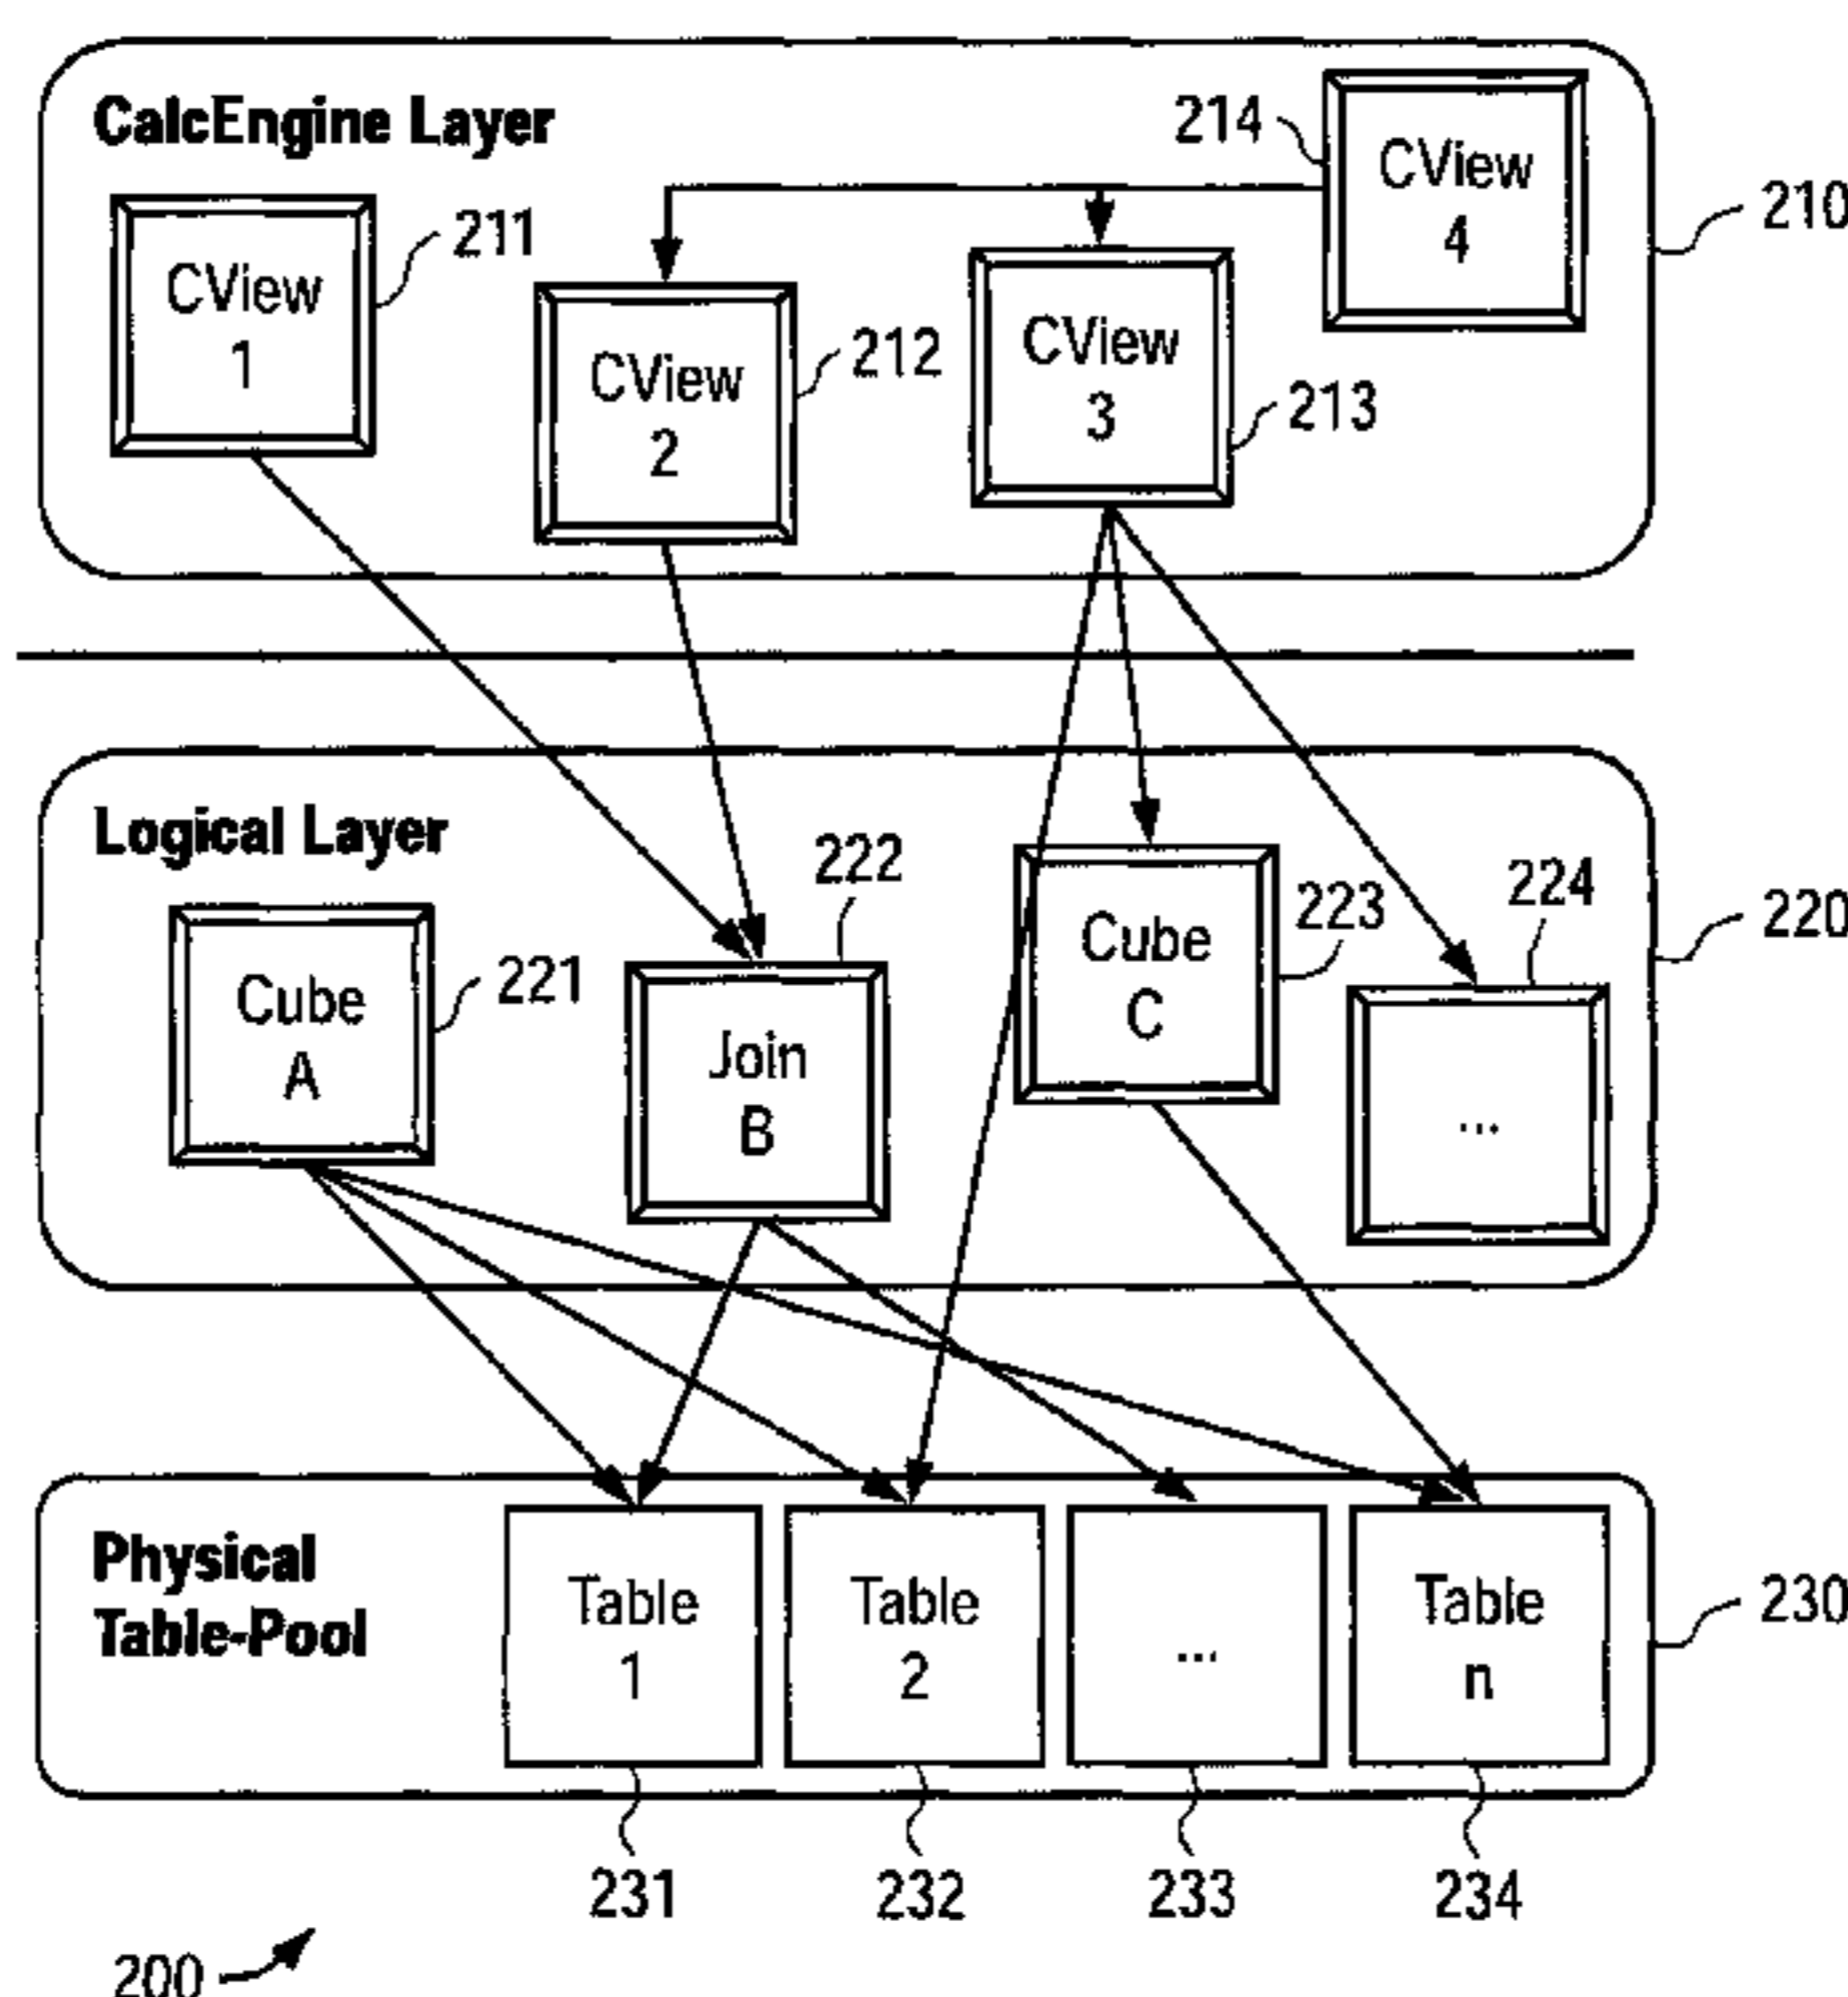 CalcEngine Layer
214
CView
4
210
CView
1
211
CView
2
212
CView
3
213
Logical Layer
Cube
A
221
222
Join
B
Cube
C
223
224
...
220
Physical
Table-Pool
Table
1
Table
2
...
Table
n
230
231
232
233
234
200